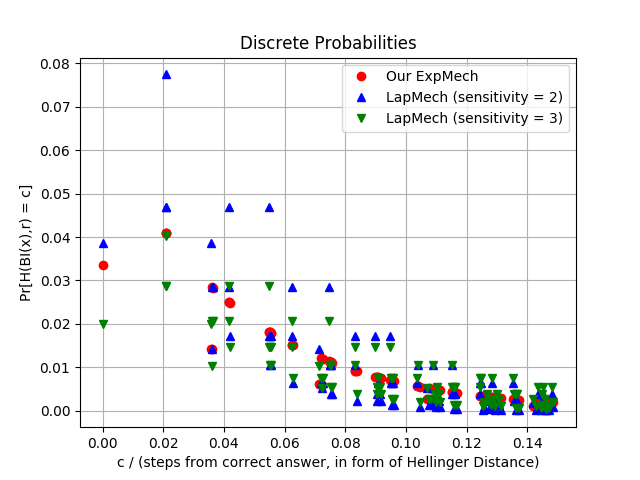 Discrete Probabilities
Our ExpMech
LapMech (sensitivity = 2)
LapMech (sensitivity = 3)
0.08
0.07
0.06
0.05
0.04
0.03
0.02
0.01
0.00
Pr[H(BI(x),r) = c]
0.00 0.02 0.04 0.06 0.08 0.10 0.12 0.14
c / (steps from correct answer, in form of Hellinger Distance)